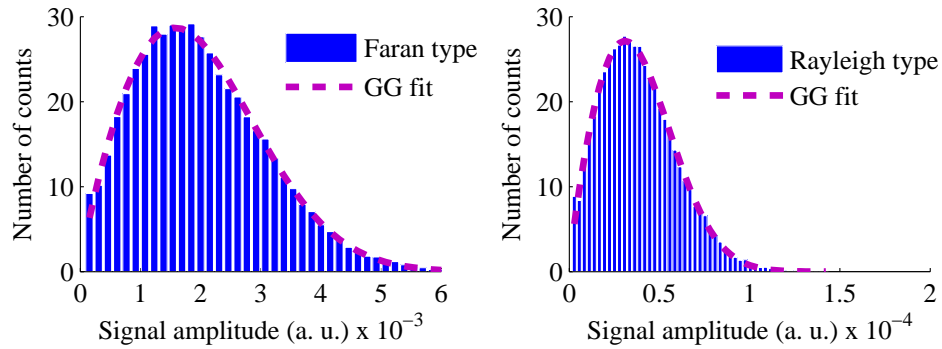 30
20
10
0
Number of counts
Faran type
GG fit
0 1 2 3 4 5 6
Signal amplitude (a. u.) x 10⁻³
30
20
10
0
Number of counts
Rayleigh type
GG fit
0 0.5 1 1.5 2
Signal amplitude (a. u.) x 10⁻⁴